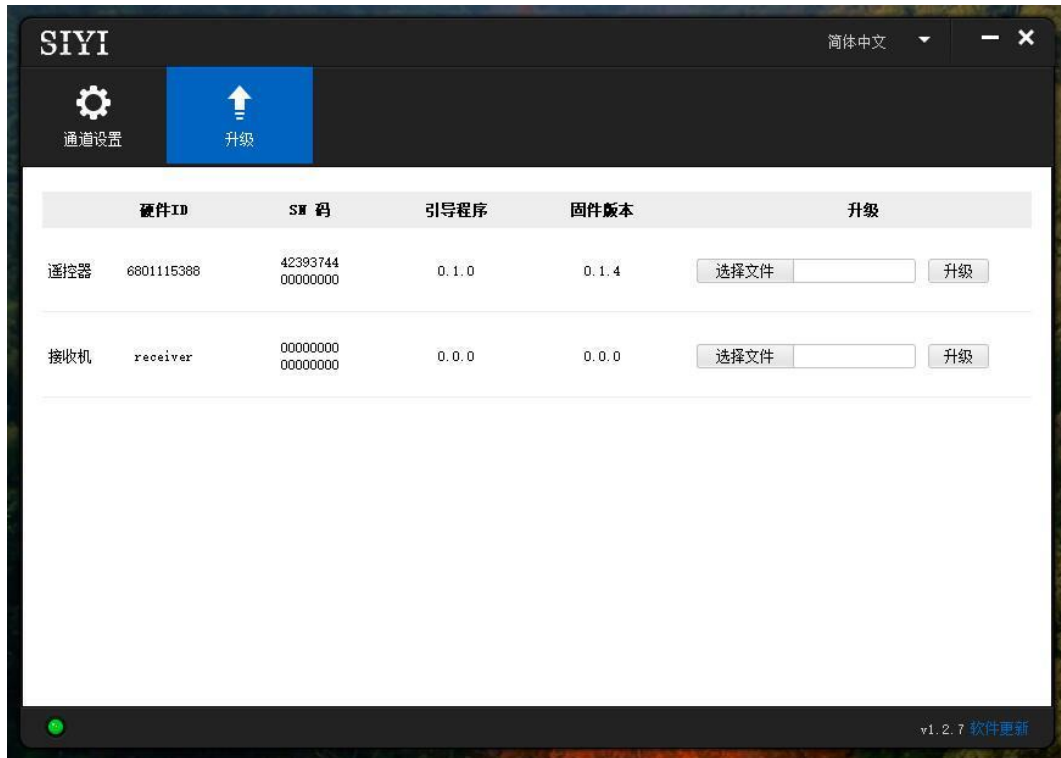 SIYI
简体中文
通道设置
升级
硬件ID SN 码 引导程序 固件版本 升级
遥控器 6801115388 42393744 0.1.0 0.1.4 选择文件 升级
00000000
接收机 receiver 00000000 0.0.0 0.0.0 选择文件 升级
00000000
v1.2.7 软件更新